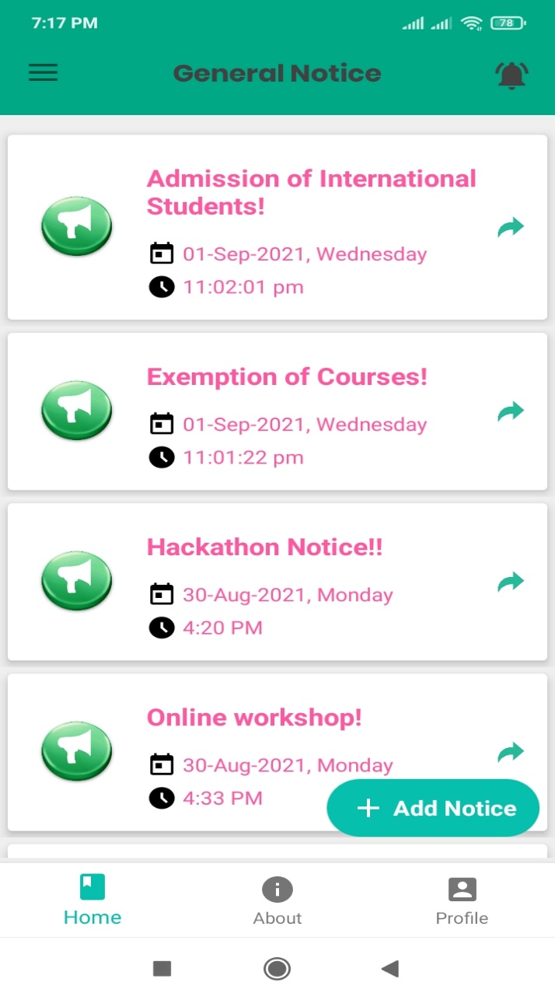 7:17 PM
78
General Notice
Admission of International
Students!
01-Sep-2021, Wednesday
11:02:01 pm
Exemption of Courses!
01-Sep-2021, Wednesday
11:01:22 pm
Hackathon Notice!!
30-Aug-2021, Monday
4:20 PM
Online workshop!
30-Aug-2021, Monday
4:33 PM
+ Add Notice
Home
About
Profile